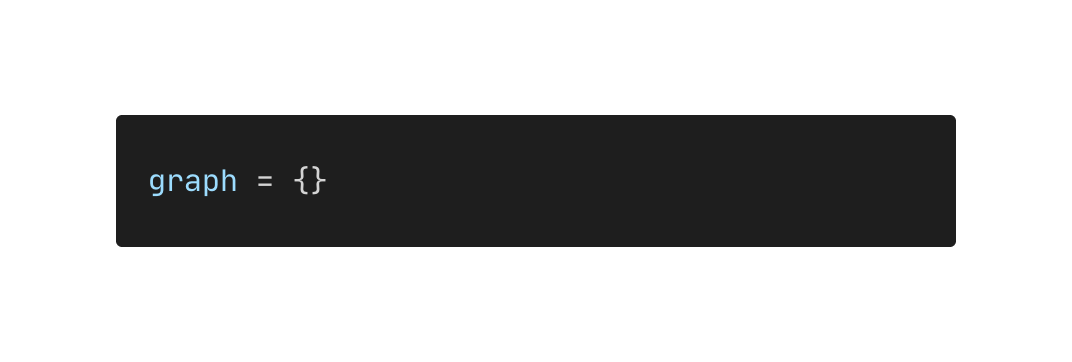 graph = {}